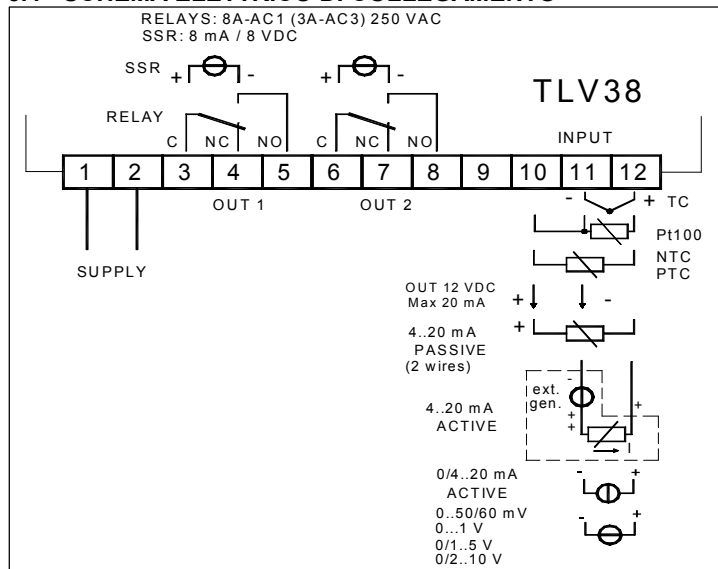 RELAYS: 8A-AC1 (3A-AC3) 250 VAC
SSR: 8 mA / 8 VDC
SSR + - + -
TLV38
RELAY
C NC NO C NC NO INPUT
1 2 3 4 5 6 7 8 9 10 11 12
OUT 1 OUT 2
- + TC
Pt100
SUPPLY
NTC
PTC
OUT 12 VDC
Max 20 mA
+ -
4..20 mA
PASSIVE
(2 wires)
+
ext.
gen.
-
+
+
+
I
4..20 mA
ACTIVE
0/4..20 mA
ACTIVE
- +
0..50/60 mV
0...1 V
0/1..5 V
0/2..10 V
- +